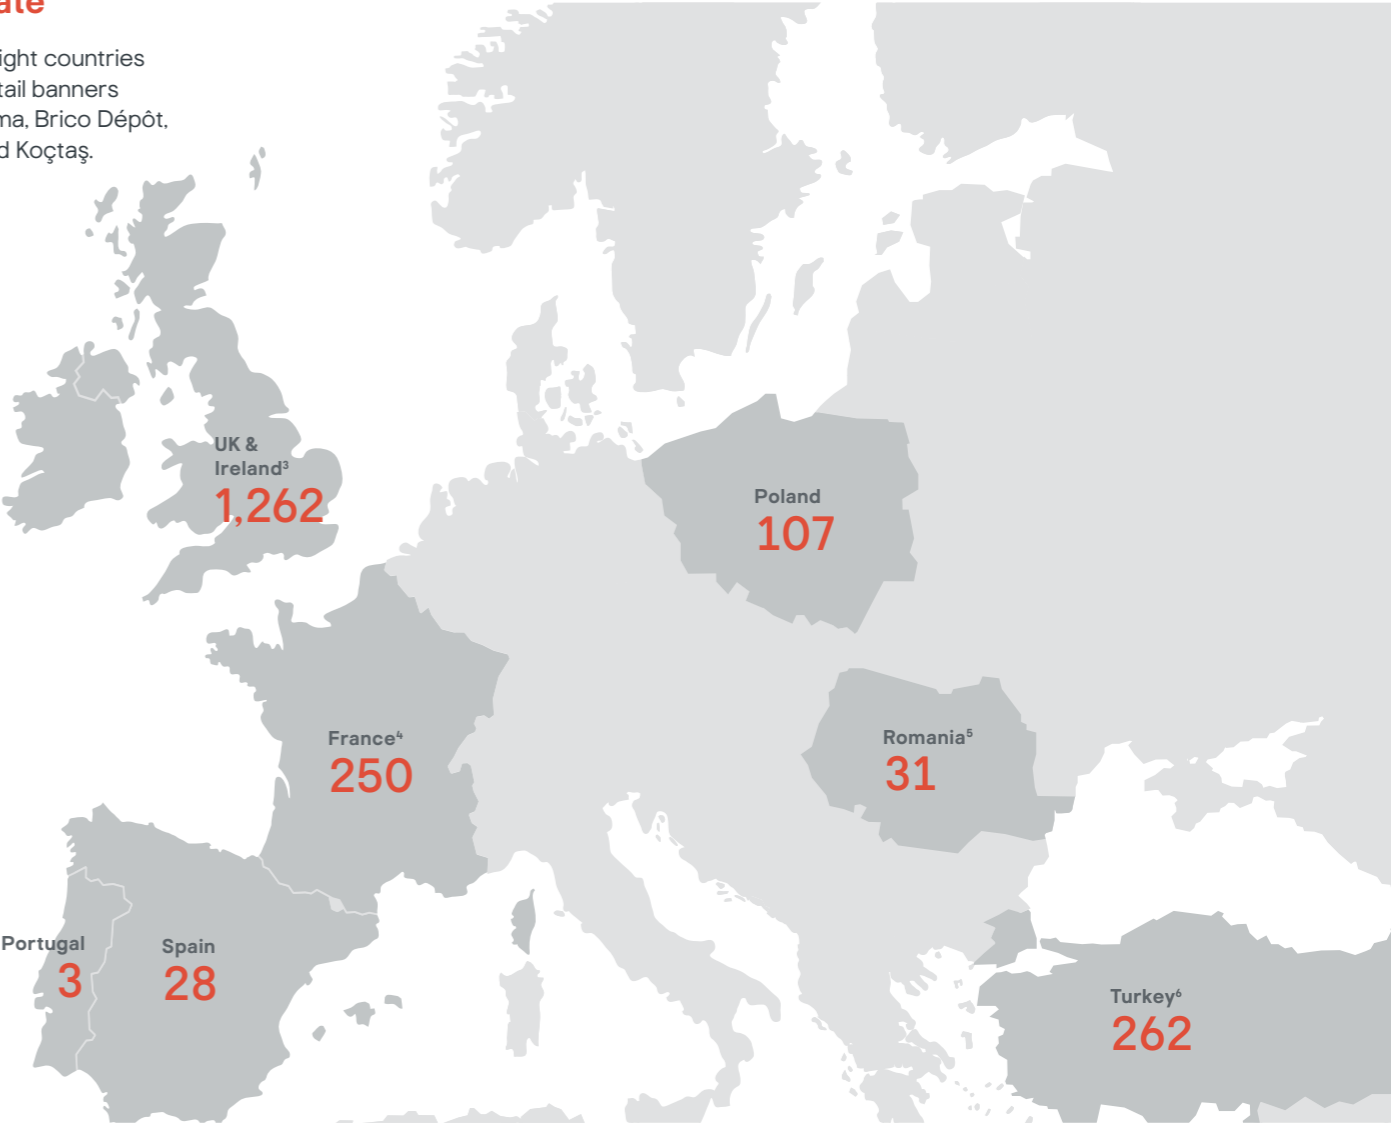 ate
ight countries
tail banners
ma, Brico Dépôt,
d Koçtaş.
UK &
Ireland³
1,262
Poland
107
France⁴
250
Romania⁵
31
Portugal
3
Spain
28
Turkey⁶
262